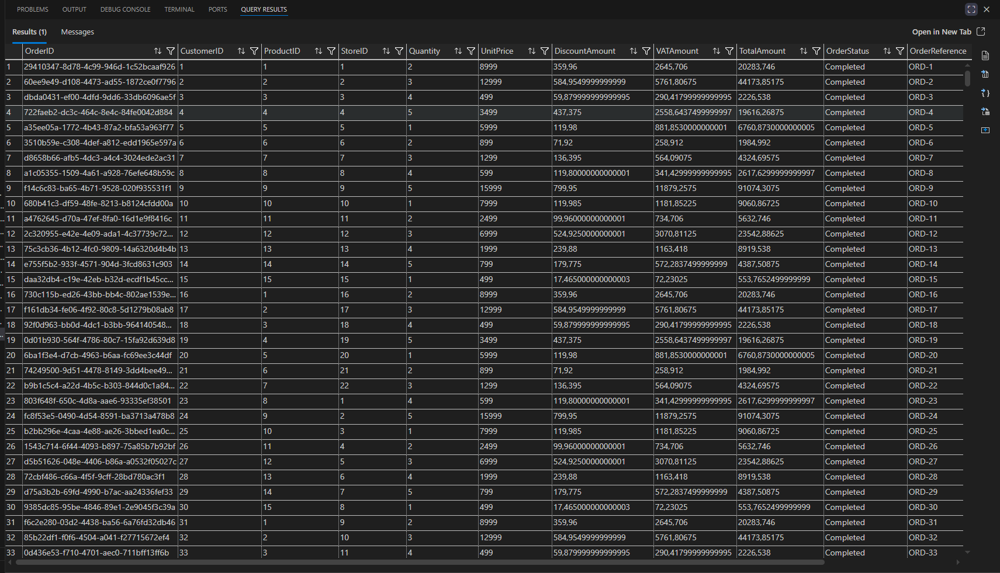 PROBLEMS OUTPUT DEBUG CONSOLE TERMINAL PORTS QUERY RESULTS
Results (1) Messages Open in New Tab
OrderID CustomerID ProductID StoreID Quantity UnitPrice DiscountAmount VATAmount TotalAmount OrderStatus OrderReference
1 29410347-8d78-4c99-946d-1c52bcaaf926 1 1 1 2 8999 359,96 2645,706 20283,746 Completed ORD-1
2 60ee9e49-d108-4473-ad55-1872ce0f7796 2 2 2 3 12999 584,9549999999999 5761,80675 44173,85175 Completed ORD-2
3 dbda0431-ef00-4dfd-9dd6-33db6096ae5f 3 3 3 4 499 59,879999999999995 290,41799999999995 2226,538 Completed ORD-3
4 722faeb2-dc3c-464c-8e4c-84fe0042d884 4 4 4 5 3499 437,375 2558,6437499999997 19616,26875 Completed ORD-4
5 a35ee05a-1772-4b43-87a2-bfa53a963f77 5 5 5 1 5999 119,98 881,8530000000001 6760,8730000000005 Completed ORD-5
6 3510b59e-c308-4def-a812-edd1965e597a 6 6 6 2 899 71,92 258,912 1984,992 Completed ORD-6
7 d8658b66-afb5-4dc3-a4c4-3024ede2ac31 7 7 7 3 1299 136,395 564,09075 4324,69575 Completed ORD-7
8 a1c05355-1509-4a61-a928-76efe648b59c 8 8 8 4 599 119,80000000000001 341,42999999999995 2617,6299999999997 Completed ORD-8
9 f14c6c83-ba65-4b71-9528-020f935531f1 9 9 9 5 15999 799,95 11879,2575 91074,3075 Completed ORD-9
10 680b41c3-df59-48fe-8213-b8124cfdd00a 10 10 10 1 7999 119,985 1181,85225 9060,86725 Completed ORD-10
11 a4762645-d70a-47ef-8fa0-16d1e9f8416c 11 11 11 2 2499 99,96000000000001 734,706 5632,746 Completed ORD-11
12 2c320955-e42e-4e09-ada1-4c37739c72... 12 12 12 3 6999 524,9250000000001 3070,81125 23542,88625 Completed ORD-12
13 75c3cb36-4b12-4fc0-9809-14a6320d4b4b 13 13 13 4 1999 239,88 1163,418 8919,538 Completed ORD-13
14 e755f5b2-933f-4571-904d-3fcd8631c903 14 14 14 5 799 179,775 572,2837499999999 4387,50875 Completed ORD-14
15 daa32db4-c19e-42eb-b32d-ecdf1b45cc... 15 15 15 1 499 17,465000000000003 72,23025 553,7652499999999 Completed ORD-15
16 730c115b-ed26-43bb-bb4c-802ae1539e... 16 1 16 2 8999 359,96 2645,706 20283,746 Completed ORD-16
17 f161db34-fe06-4f92-80c8-5d1279b08ab8 17 2 17 3 12999 584,9549999999999 5761,80675 44173,85175 Completed ORD-17
18 92f0d963-bb0d-4dc1-b3bb-964140548... 18 3 18 4 499 59,879999999999995 290,41799999999995 2226,538 Completed ORD-18
19 0d01b930-564f-4786-80c7-15fa92d639d8 19 4 19 5 3499 437,375 2558,6437499999997 19616,26875 Completed ORD-19
20 6ba1f3e4-d7cb-4963-b6aa-fc69ee3c44df 20 5 20 1 5999 119,98 881,8530000000001 6760,8730000000005 Completed ORD-20
21 74249500-9d51-4478-8149-3dd4bee49... 21 6 21 2 899 71,92 258,912 1984,992 Completed ORD-21
22 b9b1c5c4-a22d-4b5c-b303-844d0c1a84... 22 7 22 3 1299 136,395 564,09075 4324,69575 Completed ORD-22
23 803f648f-650c-4d8a-aae6-93335ef38501 23 8 1 4 599 119,80000000000001 341,42999999999995 2617,6299999999997 Completed ORD-23
24 fc8f53e5-0490-4d54-8591-ba3713a478b8 24 9 2 5 15999 799,95 11879,2575 91074,3075 Completed ORD-24
25 b2bb296e-4caa-4e88-ae26-3bbed1ea0c... 25 10 3 1 7999 119,985 1181,85225 9060,86725 Completed ORD-25
26 1543c714-6f44-4093-b897-75a85b7b92bf 26 11 4 2 2499 99,96000000000001 734,706 5632,746 Completed ORD-26
27 d5b51626-048e-4406-b86a-a0532f05027c 27 12 5 3 6999 524,9250000000001 3070,81125 23542,88625 Completed ORD-27
28 72cbf486-c66a-4f5f-9cff-28bd780ac3f1 28 13 6 4 1999 239,88 1163,418 8919,538 Completed ORD-28
29 d75a3b2b-69fd-4990-b7ac-aa24336fef33 29 14 7 5 799 179,775 572,2837499999999 4387,50875 Completed ORD-29
30 9385dc85-95be-4846-89e1-2e9045f3c39a 30 15 8 1 499 17,465000000000003 72,23025 553,7652499999999 Completed ORD-30
31 f6c2e280-03d2-4438-ba56-6a76fd32db46 31 1 9 2 8999 359,96 2645,706 20283,746 Completed ORD-31
32 85b22df1-f0f6-4504-a041-f27715672ef4 32 2 10 3 12999 584,9549999999999 5761,80675 44173,85175 Completed ORD-32
33 0d436e53-f710-4701-aec0-711bff13ff6b 33 3 11 4 499 59,879999999999995 290,41799999999995 2226,538 Completed ORD-33